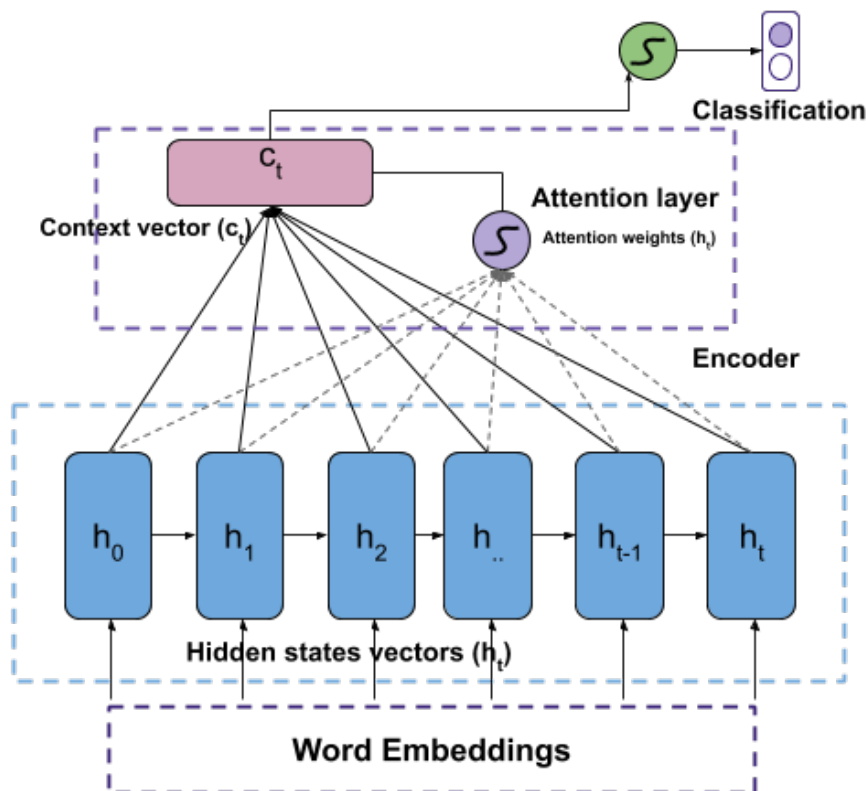 Classification
c_t
Attention layer
Context vector (c_t)
Attention weights (h_t)
Encoder
h_0 h_1 h_2 h_.. h_t-1 h_t
Hidden states vectors (h_t)
Word Embeddings